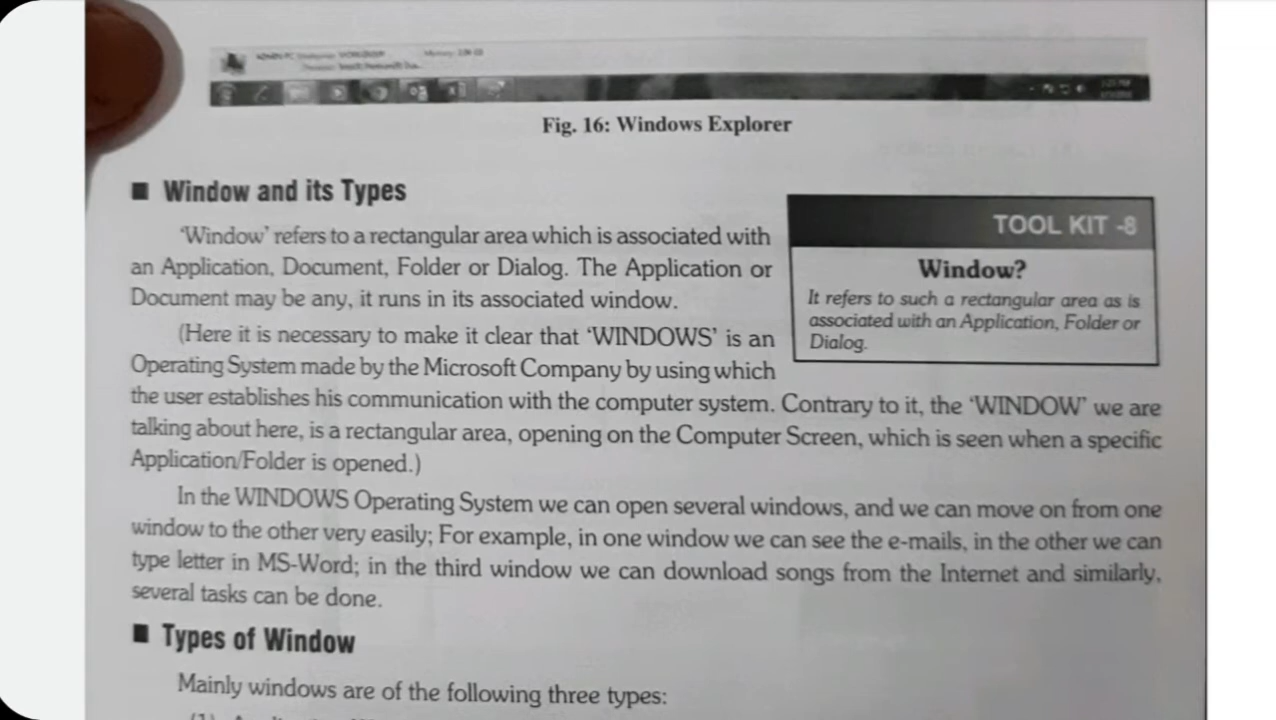 Fig. 16: Windows Explorer
■ Window and its Types
'Window' refers to a rectangular area which is associated with
an Application, Document, Folder or Dialog. The Application or
Document may be any, it runs in its associated window.
TOOL KIT -8
Window?
It refers to such a rectangular area as is
associated with an Application, Folder or
Dialog.
(Here it is necessary to make it clear that 'WINDOWS' is an
Operating System made by the Microsoft Company by using which
the user establishes his communication with the computer system. Contrary to it, the 'WINDOW' we are
talking about here, is a rectangular area, opening on the Computer Screen, which is seen when a specific
Application/Folder is opened.)
In the WINDOWS Operating System we can open several windows, and we can move on from one
window to the other very easily; For example, in one window we can see the e-mails, in the other we can
type letter in MS-Word; in the third window we can download songs from the Internet and similarly,
several tasks can be done.
■ Types of Window
Mainly windows are of the following three types: